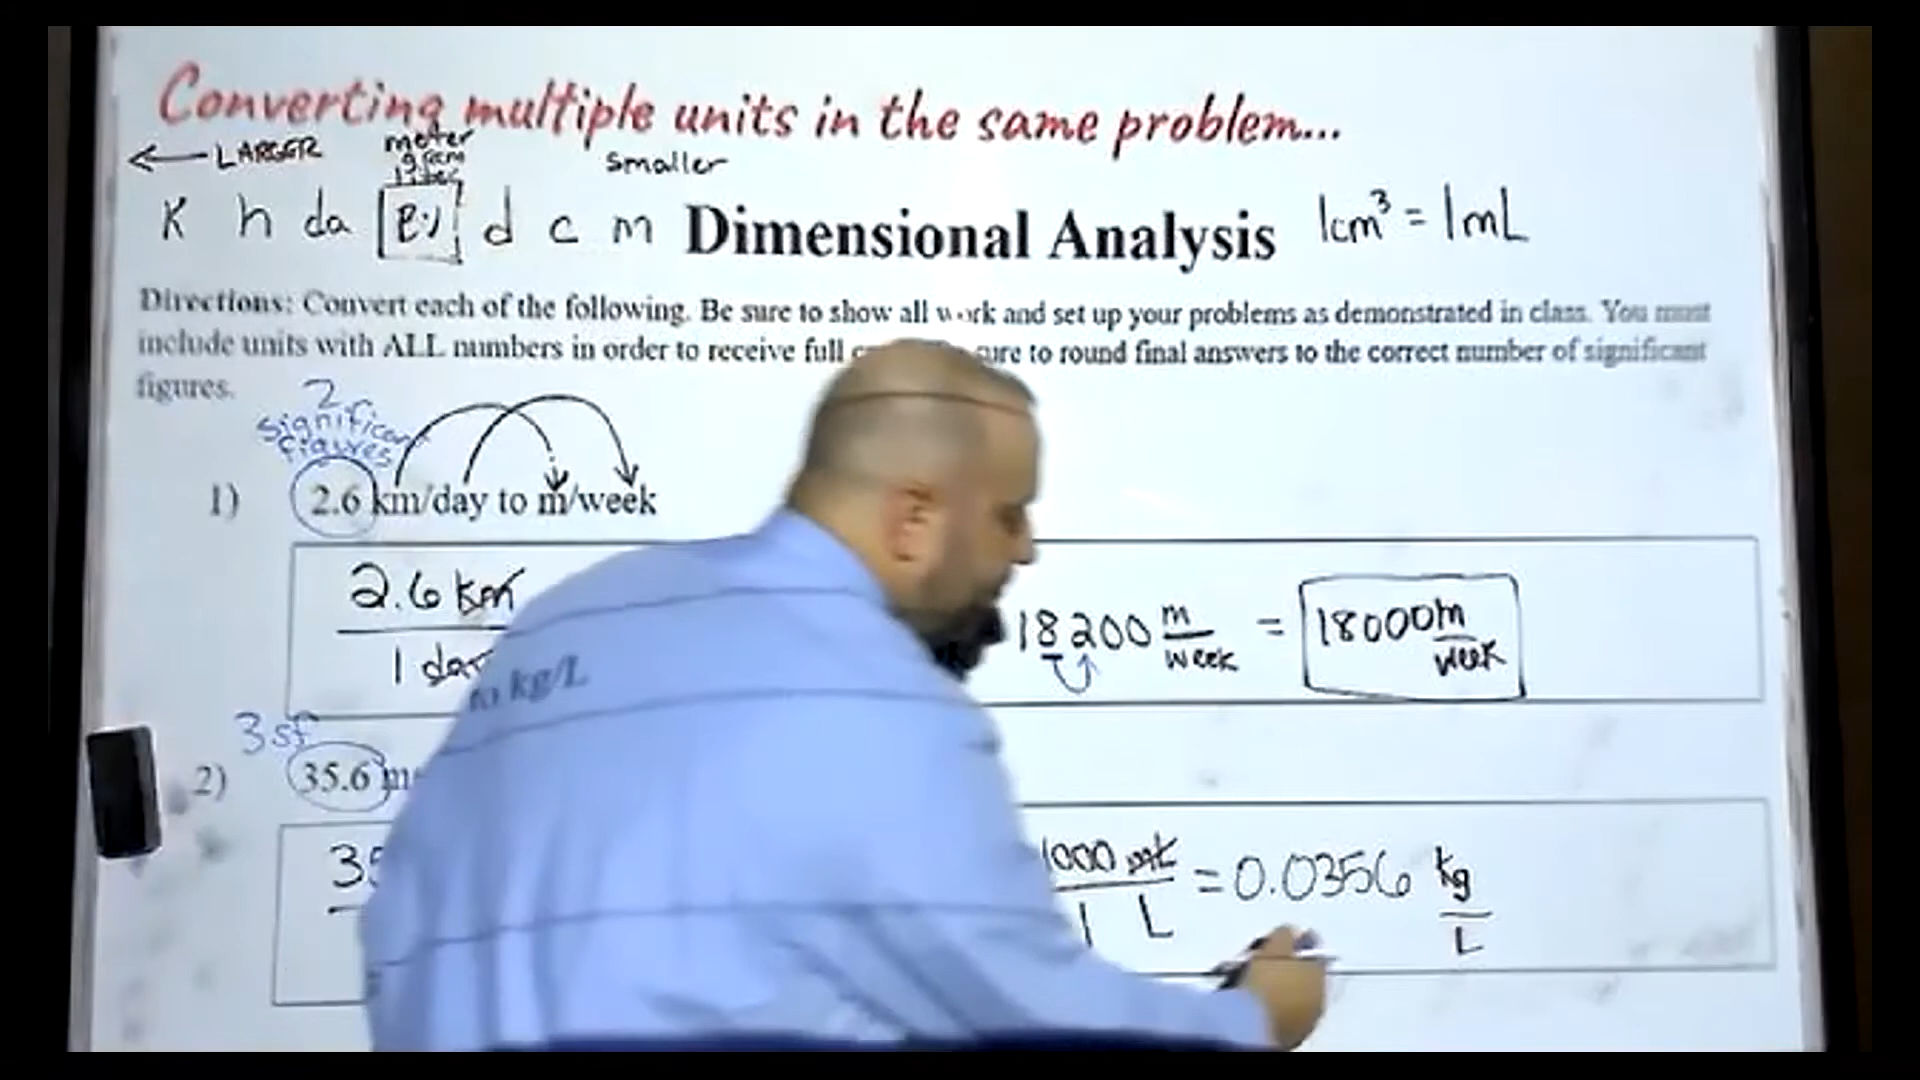 Converting multiple units in the same problem...
← LARGER meter gram liter smaller
K h da d c m Dimensional Analysis 1cm³ = 1mL
Directions: Convert each of the following. Be sure to show all work and set up your problems as demonstrated in class. You must
include units with ALL numbers in order to receive full sure to round final answers to the correct number of significant
figures.
2
significant
figures
1) 2.6 km/day to m/week
2.6 km
1 day
18200 m/week = 18000 m/week
3 sf
to kg/L
2) 35.6
1000 mL
1 L
= 0.0356 kg/L